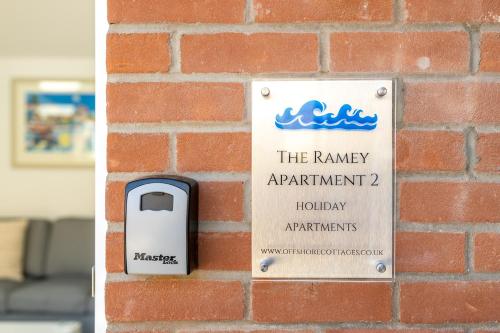 THE RAMEY
APARTMENT 2
HOLIDAY
APARTMENTS
WWW.OFFSHORECOTTAGES.CO.UK
Master
Lock